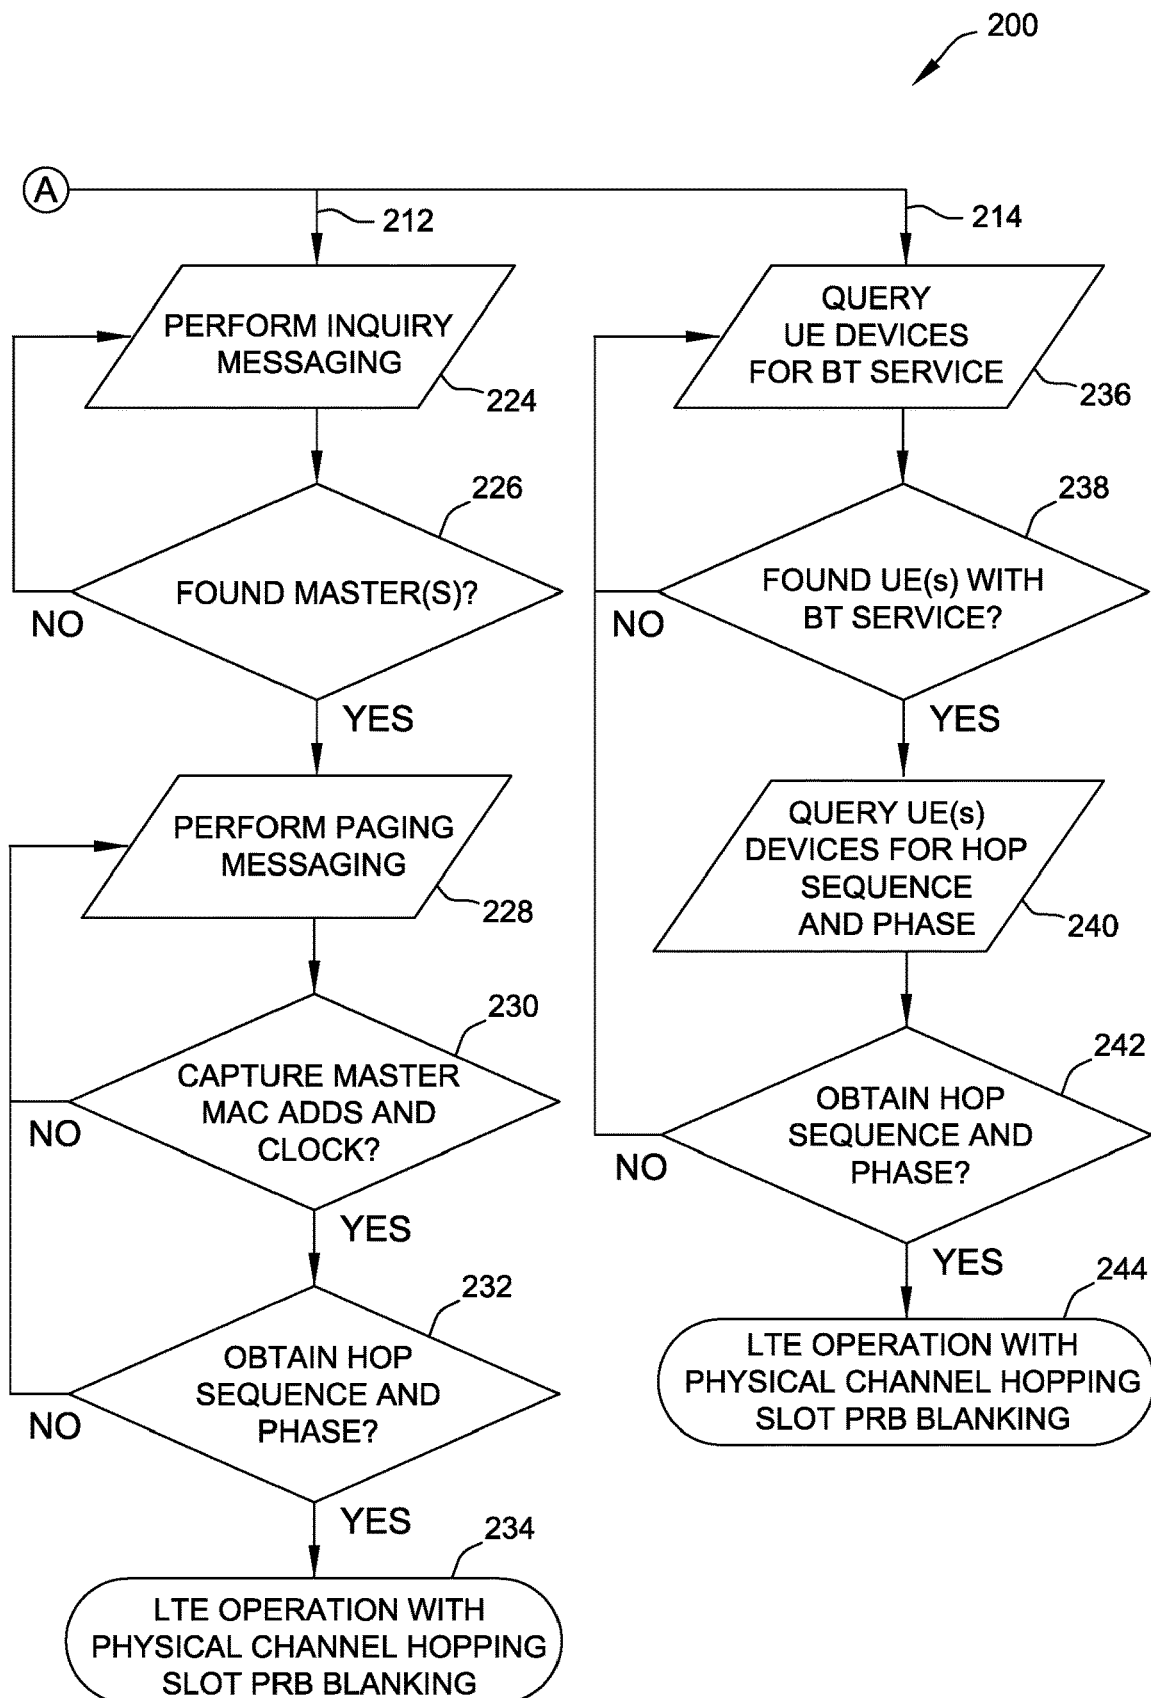 200
A
212
214
PERFORM INQUIRY
MESSAGING
224
QUERY
UE DEVICES
FOR BT SERVICE
236
226
FOUND MASTER(S)?
NO
YES
238
FOUND UE(s) WITH
BT SERVICE?
NO
YES
PERFORM PAGING
MESSAGING
228
QUERY UE(s)
DEVICES FOR HOP
SEQUENCE
AND PHASE
240
230
CAPTURE MASTER
MAC ADDS AND
CLOCK?
NO
YES
242
OBTAIN HOP
SEQUENCE AND
PHASE?
NO
YES
232
OBTAIN HOP
SEQUENCE AND
PHASE?
NO
YES
244
LTE OPERATION WITH
PHYSICAL CHANNEL HOPPING
SLOT PRB BLANKING
234
LTE OPERATION WITH
PHYSICAL CHANNEL HOPPING
SLOT PRB BLANKING